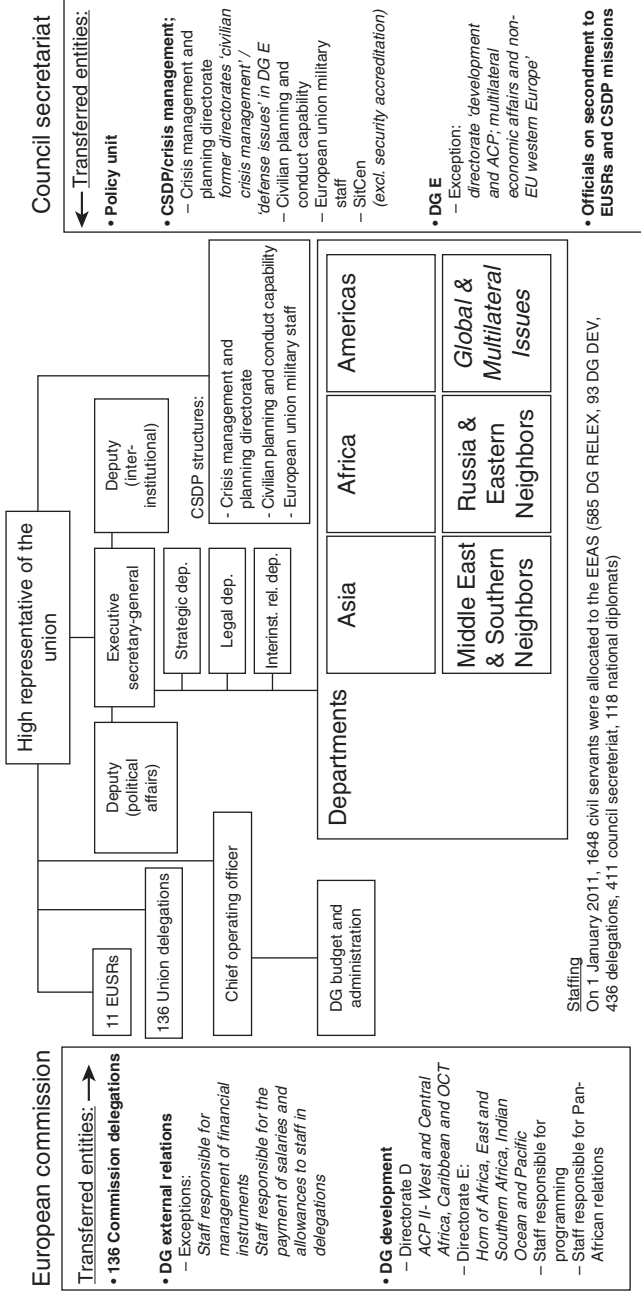 European commission
Transferred entities:
• 136 Commission delegations
• DG external relations
– Exceptions:
Staff responsible for
management of financial
instruments
Staff responsible for the
payment of salaries and
allowances to staff in
delegations
• DG development
– Directorate D
ACP II- West and Central
Africa, Caribbean and OCT
– Directorate E:
Horn of Africa, East and
Southern Africa, Indian
Ocean and Pacific
– Staff responsible for
programming
– Staff responsible for Pan-
African relations
High representative of the
union
11 EUSRs
136 Union delegations
Chief operating officer
DG budget and
administration
Deputy
(political
affairs)
Executive
secretary-general
Deputy
(inter-
institutional)
Strategic dep.
Legal dep.
Interinst. rel. dep.
CSDP structures:
- Crisis management and
planning directorate
- Civilian planning and conduct capability
- European union military staff
Departments
Asia
Africa
Americas
Middle East
& Southern
Neighbors
Russia &
Eastern
Neighbors
Global &
Multilateral
Issues
Staffing
On 1 January 2011, 1648 civil servants were allocated to the EEAS (585 DG RELEX, 93 DG DEV,
436 delegations, 411 council secreteriat, 118 national diplomats)
Council secretariat
Transferred entities:
• Policy unit
• CSDP/crisis management;
– Crisis management and
planning directorate
former directorates 'civilian
crisis management' /
'defense issues' in DG E
– Civilian planning and
conduct capability
– European union military
staff
– SitCen
(excl. security accreditation)
• DG E
– Exception:
directorate 'development
and ACP; multilateral
economic affairs and non-
EU western Europe'
• Officials on secondment to
EUSRs and CSDP missions